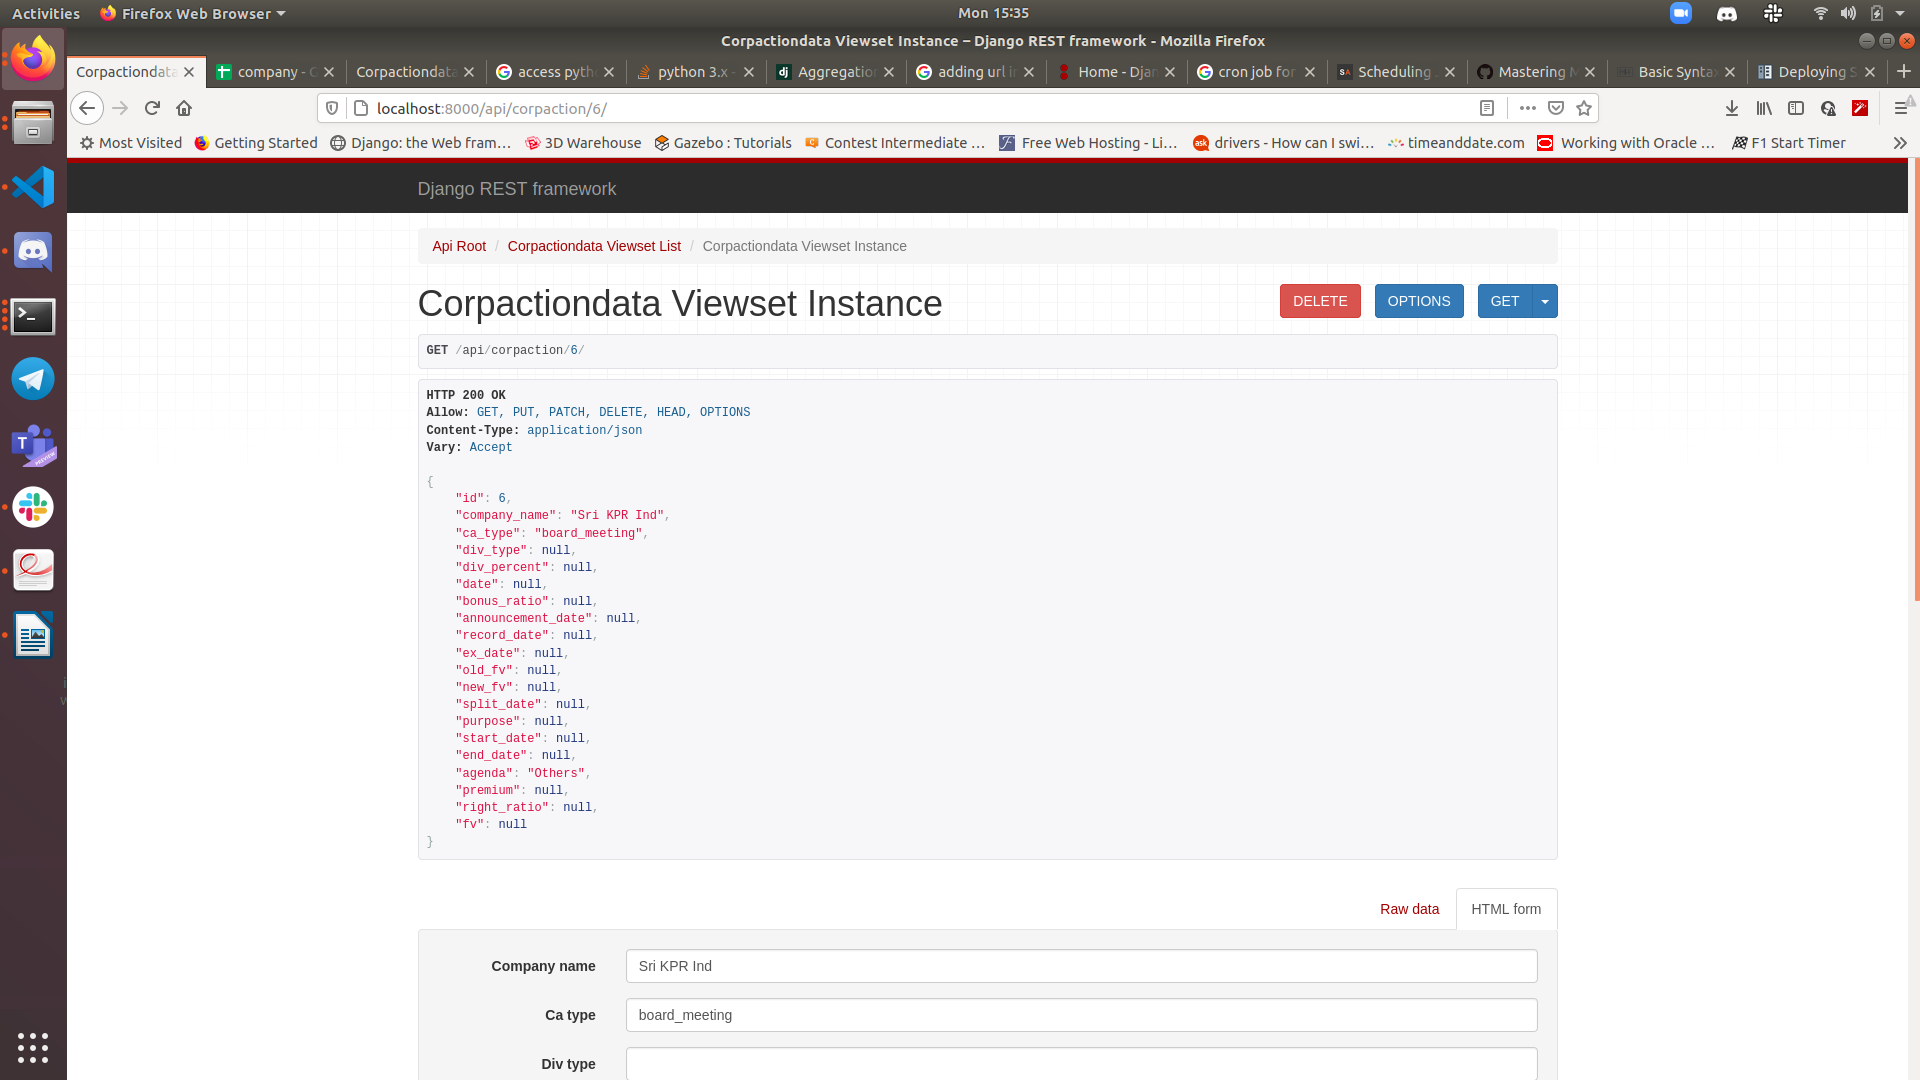 Activities Firefox Web Browser Mon 15:35
Corpactiondata Viewset Instance – Django REST framework - Mozilla Firefox
Corpactiondata company - Corpactiondata access pyth python 3.x - Aggregation adding url i Home - Djan cron job for Scheduling Mastering Basic Synta Deploying S
localhost:8000/api/corpaction/6/
Most Visited Getting Started Django: the Web fram… 3D Warehouse Gazebo : Tutorials Contest Intermediate … Free Web Hosting - Li… drivers - How can I swi… timeanddate.com Working with Oracle … F1 Start Timer
Django REST framework
Api Root / Corpactiondata Viewset List / Corpactiondata Viewset Instance
Corpactiondata Viewset Instance DELETE OPTIONS GET
GET /api/corpaction/6/
HTTP 200 OK
Allow: GET, PUT, PATCH, DELETE, HEAD, OPTIONS
Content-Type: application/json
Vary: Accept
{
"id": 6,
"company_name": "Sri KPR Ind",
"ca_type": "board_meeting",
"div_type": null,
"div_percent": null,
"date": null,
"bonus_ratio": null,
"announcement_date": null,
"record_date": null,
"ex_date": null,
"old_fv": null,
"new_fv": null,
"split_date": null,
"purpose": null,
"start_date": null,
"end_date": null,
"agenda": "Others",
"premium": null,
"right_ratio": null,
"fv": null
}
Raw data HTML form
Company name Sri KPR Ind
Ca type board_meeting
Div type